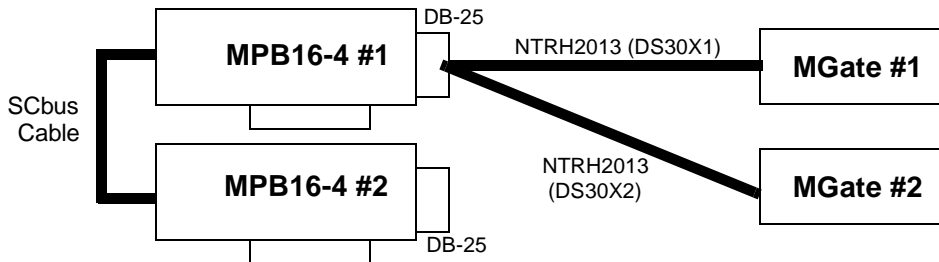 DB-25
MPB16-4 #1
NTRH2013 (DS30X1)
MGate #1
SCbus
Cable
MPB16-4 #2
NTRH2013
(DS30X2)
MGate #2
DB-25